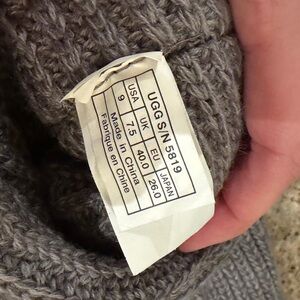 UGG S/N 5819
USA UK EU JAPAN
9 7.5 40.0 26.0
Made in China
Fabrique en Chine